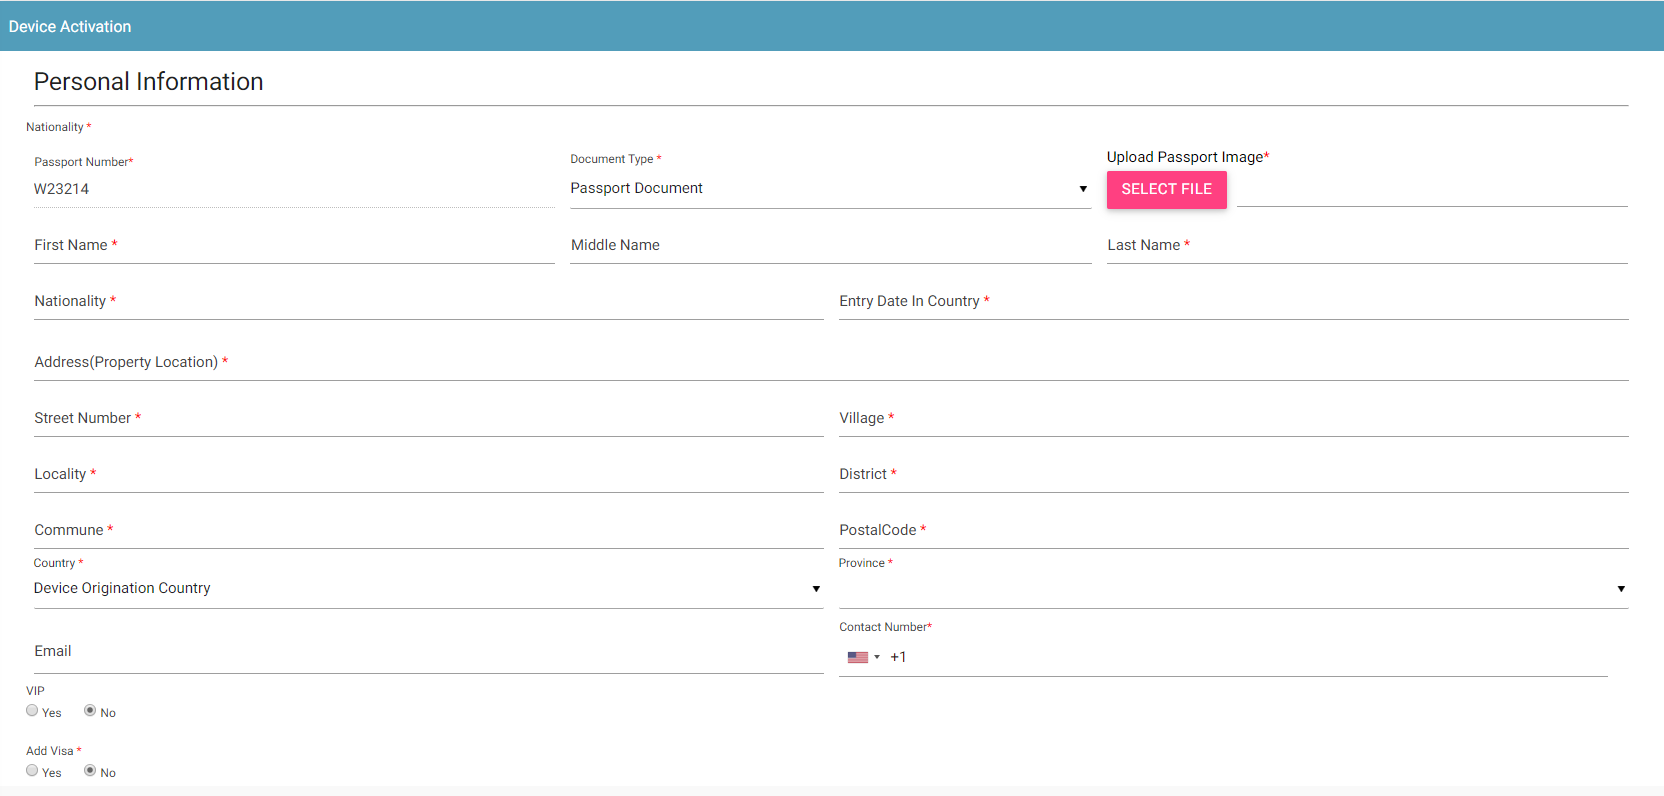 Device Activation
Personal Information
Nationality *
Passport Number* Document Type * Upload Passport Image*
W23214 Passport Document SELECT FILE
First Name * Middle Name Last Name *
Nationality * Entry Date In Country *
Address(Property Location) *
Street Number * Village *
Locality * District *
Commune * PostalCode *
Country * Province *
Device Origination Country
Contact Number*
Email +1
VIP
Yes No
Add Visa *
Yes No